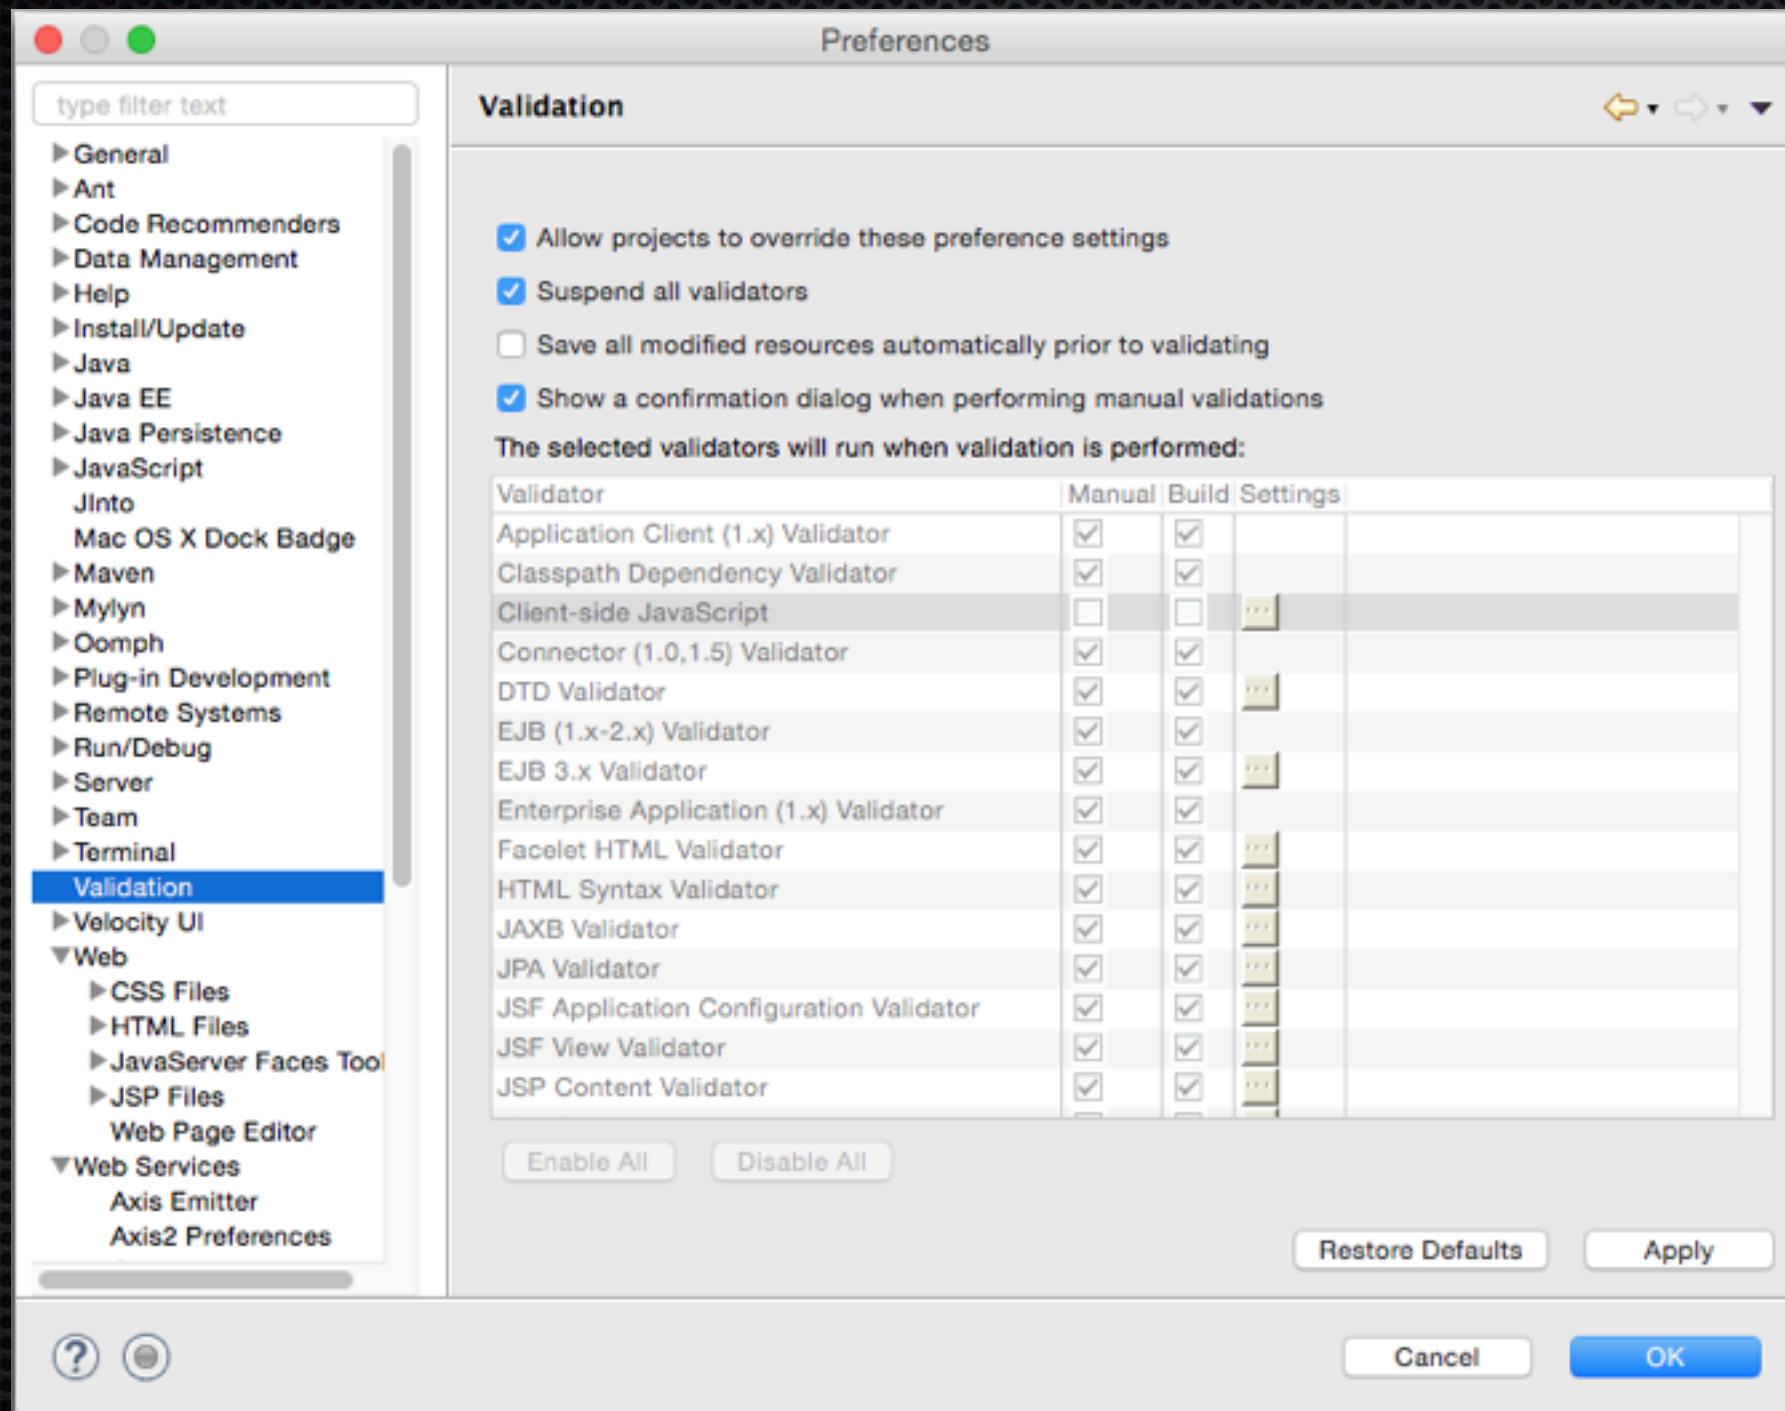 Preferences
type filter text
General
Ant
Code Recommenders
Data Management
Help
Install/Update
Java
Java EE
Java Persistence
JavaScript
JInto
Mac OS X Dock Badge
Maven
Mylyn
Oomph
Plug-in Development
Remote Systems
Run/Debug
Server
Team
Terminal
Validation
Velocity UI
Web
CSS Files
HTML Files
JavaServer Faces Tool
JSP Files
Web Page Editor
Web Services
Axis Emitter
Axis2 Preferences
Validation
Allow projects to override these preference settings
Suspend all validators
Save all modified resources automatically prior to validating
Show a confirmation dialog when performing manual validations
The selected validators will run when validation is performed:
Validator Manual Build Settings
Application Client (1.x) Validator
Classpath Dependency Validator
Client-side JavaScript ...
Connector (1.0,1.5) Validator
DTD Validator ...
EJB (1.x-2.x) Validator
EJB 3.x Validator ...
Enterprise Application (1.x) Validator
Facelet HTML Validator ...
HTML Syntax Validator ...
JAXB Validator ...
JPA Validator ...
JSF Application Configuration Validator ...
JSF View Validator ...
JSP Content Validator ...
Enable All Disable All
Restore Defaults Apply
? Cancel OK